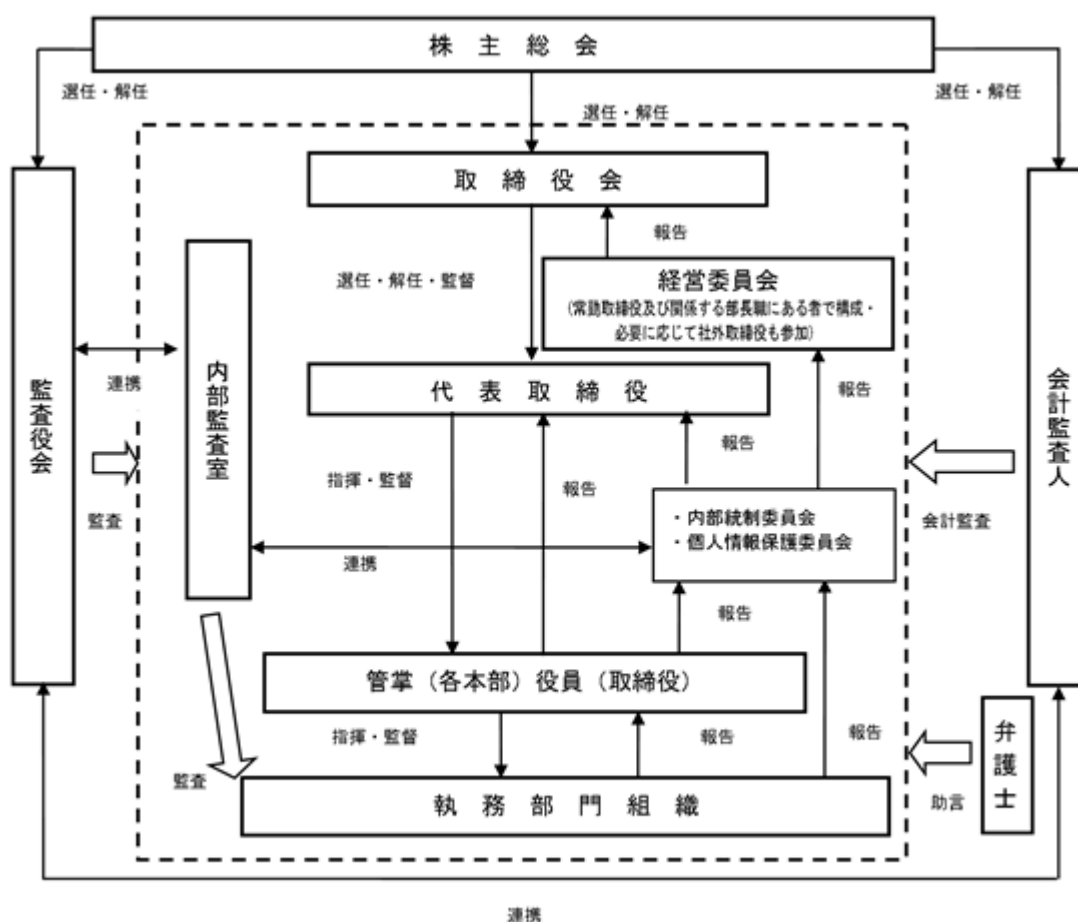 株主総会
選任・解任
選任・解任
選任・解任
取締役会
報告
選任・解任・監督
経営委員会
(常勤取締役及び関係する部長職にある者で構成・
必要に応じて社外取締役も参加)
監査役会
連携
内部監査室
代表取締役
報告
会計監査人
報告
指揮・監督
報告
監査
・内部統制委員会
・個人情報保護委員会
会計監査
連携
報告
管掌(各本部)役員(取締役)
指揮・監督
報告
報告
弁護士
監査
執務部門組織
助言
連携